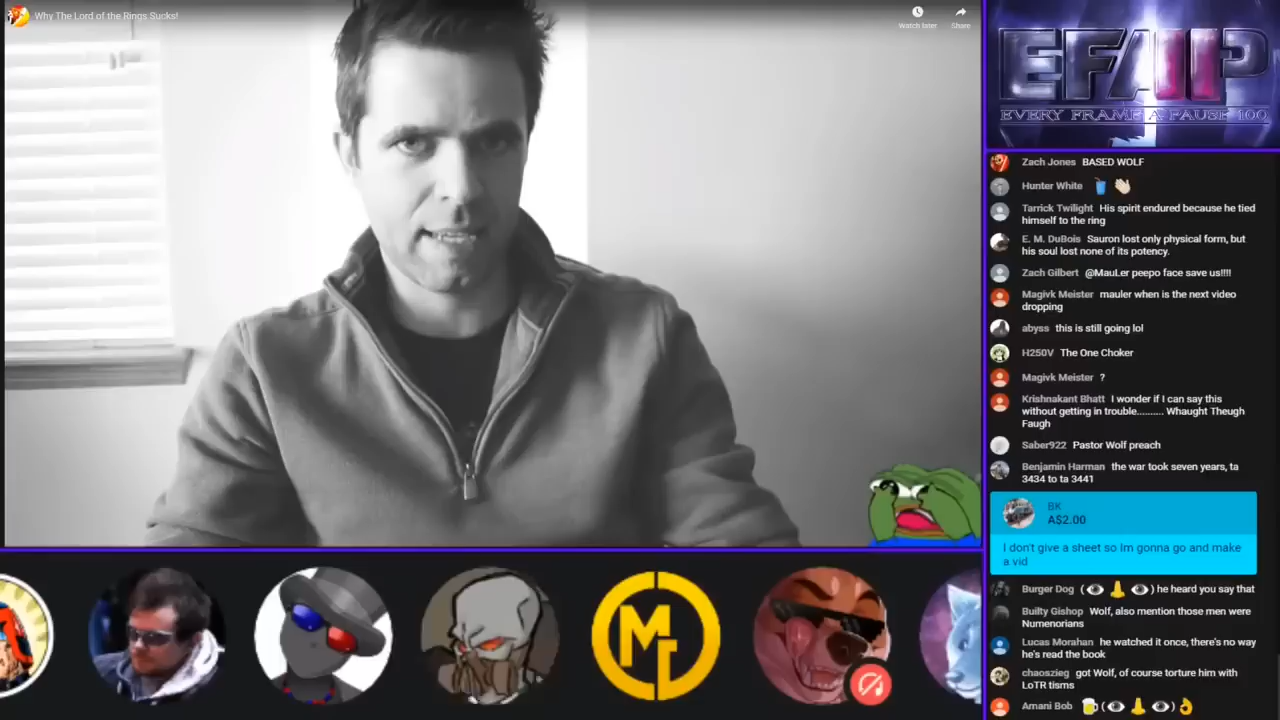 Why The Lord of the Rings Sucks!
Watch later
Share
EFAP
EVERY FRAME A PAUSE 100
Zach Jones BASED WOLF
Hunter White
Tarrick Twilight His spirit endured because he tied
himself to the ring
E. M. DuBois Sauron lost only physical form, but
his soul lost none of its potency.
Zach Gilbert @MauLer peepo face save us!!!!
Magivk Meister mauler when is the next video
dropping
abyss this is still going lol
H250V The One Choker
Magivk Meister ?
Krishnakant Bhatt I wonder if I can say this
without getting in trouble.......... Whaught Theugh
Faugh
Saber922 Pastor Wolf preach
Benjamin Harman the war took seven years, ta
3434 to ta 3441
BK
A$2.00
I don't give a sheet so Im gonna go and make
a vid
Burger Dog ( ) he heard you say that
Builty Gishop Wolf, also mention those men were
Numenorians
Lucas Morahan he watched it once, there's no way
he's read the book
chaoszieg got Wolf, of course torture him with
LoTR tisms
Amani Bob ( )